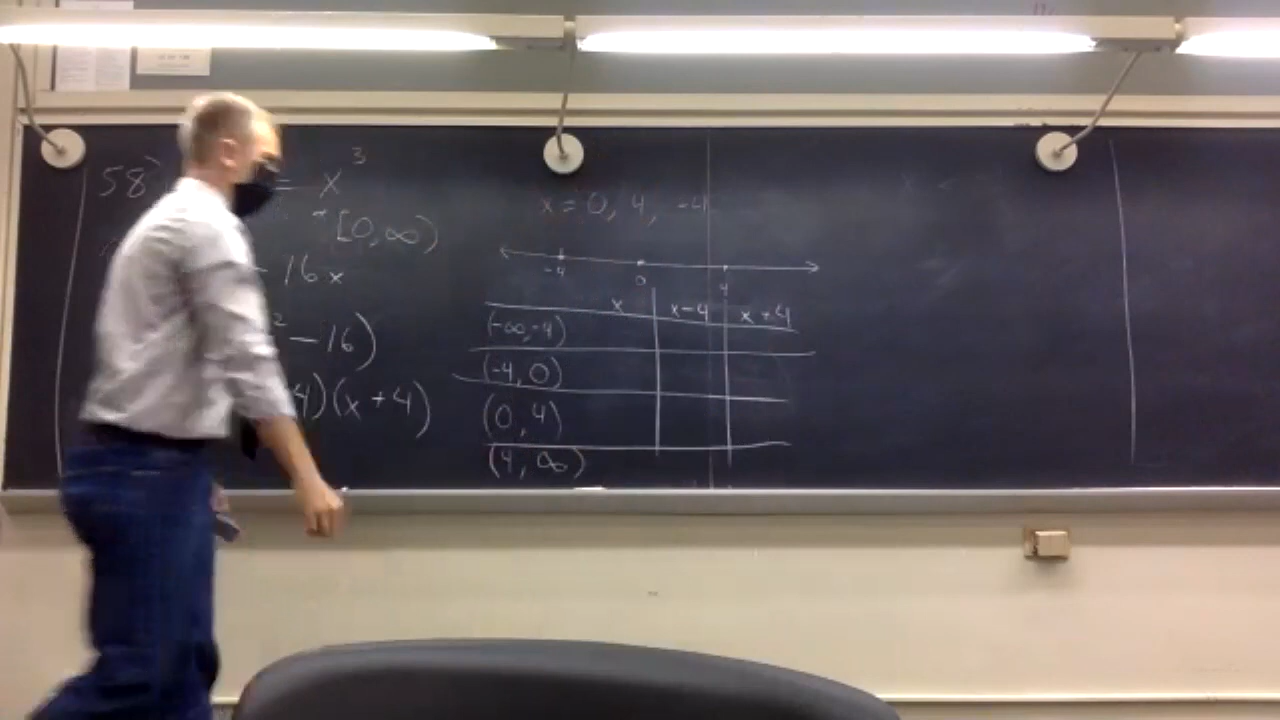 58) = x³
[0, ∞)
- 16x
² - 16)
4)(x + 4)
x = 0, 4, -4
-4 0 4
x x-4 x+4
(-∞, -4)
(-4, 0)
(0, 4)
(4, ∞)